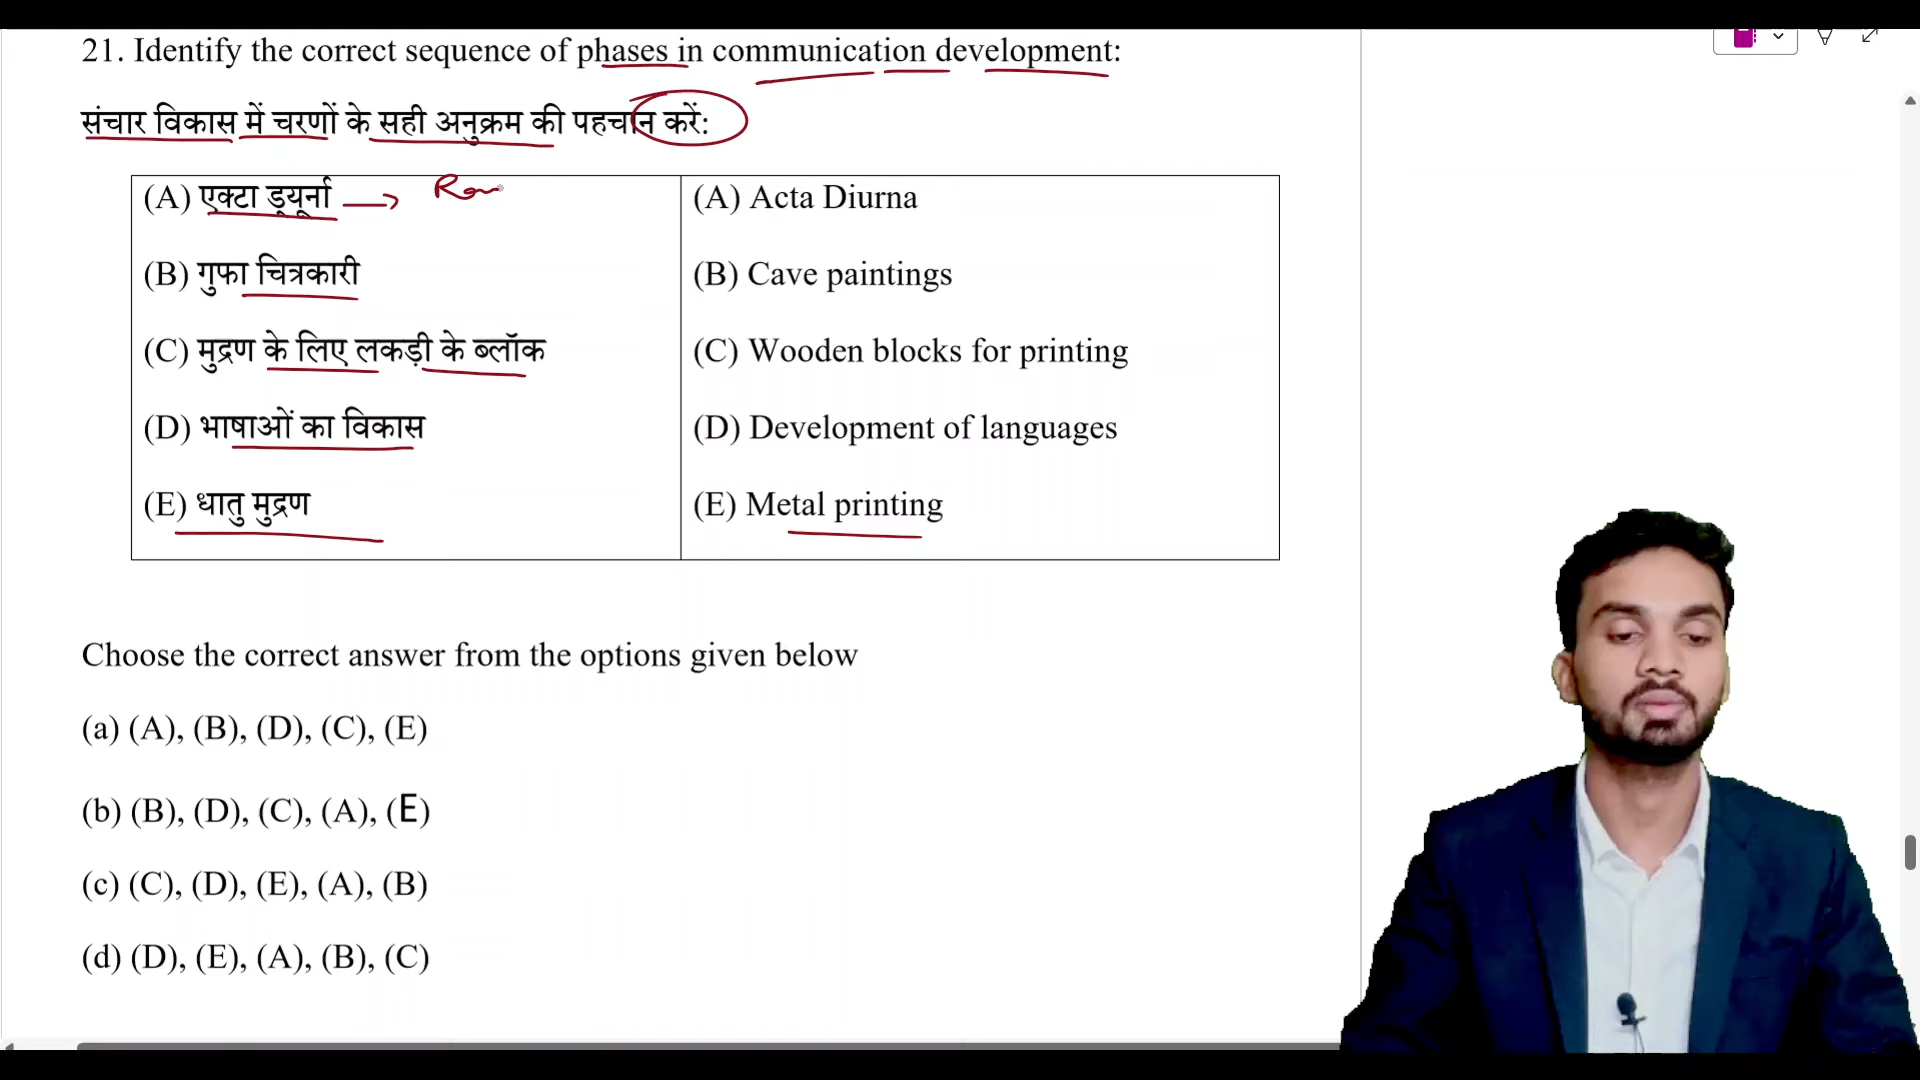 21. Identify the correct sequence of phases in communication development:
संचार विकास में चरणों के सही अनुक्रम की पहचान करें:
(A) एक्टा ड्यूर्ना
(B) गुफा चित्रकारी
(C) मुद्रण के लिए लकड़ी के ब्लॉक
(D) भाषाओं का विकास
(E) धातु मुद्रण
(A) Acta Diurna
(B) Cave paintings
(C) Wooden blocks for printing
(D) Development of languages
(E) Metal printing
Choose the correct answer from the options given below
(a) (A), (B), (D), (C), (E)
(b) (B), (D), (C), (A), (E)
(c) (C), (D), (E), (A), (B)
(d) (D), (E), (A), (B), (C)